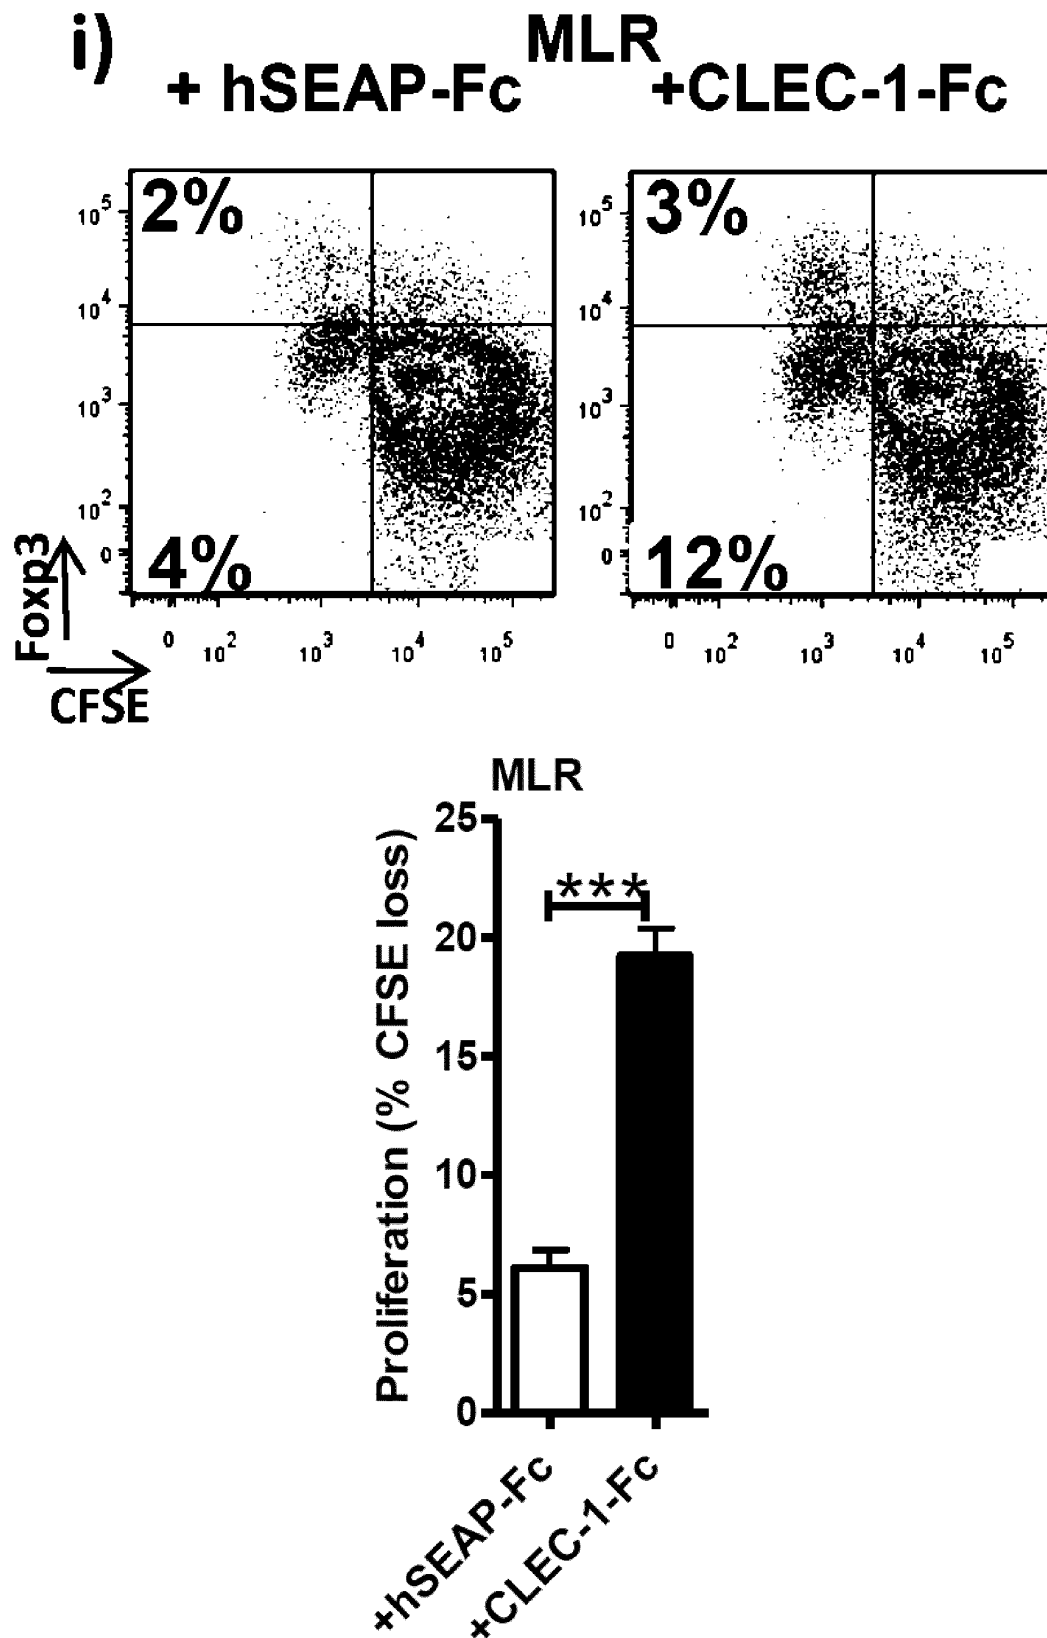 i)
MLR
+ hSEAP-Fc
+CLEC-1-Fc
2%
3%
10^5
10^4
10^3
10^2
0
10^5
10^4
10^3
10^2
0
4%
12%
Foxp3
CFSE
0 10^2 10^3 10^4 10^5
0 10^2 10^3 10^4 10^5
MLR
Proliferation (% CFSE loss)
25
20
15
10
5
0
***
+hSEAP-Fc
+CLEC-1-Fc